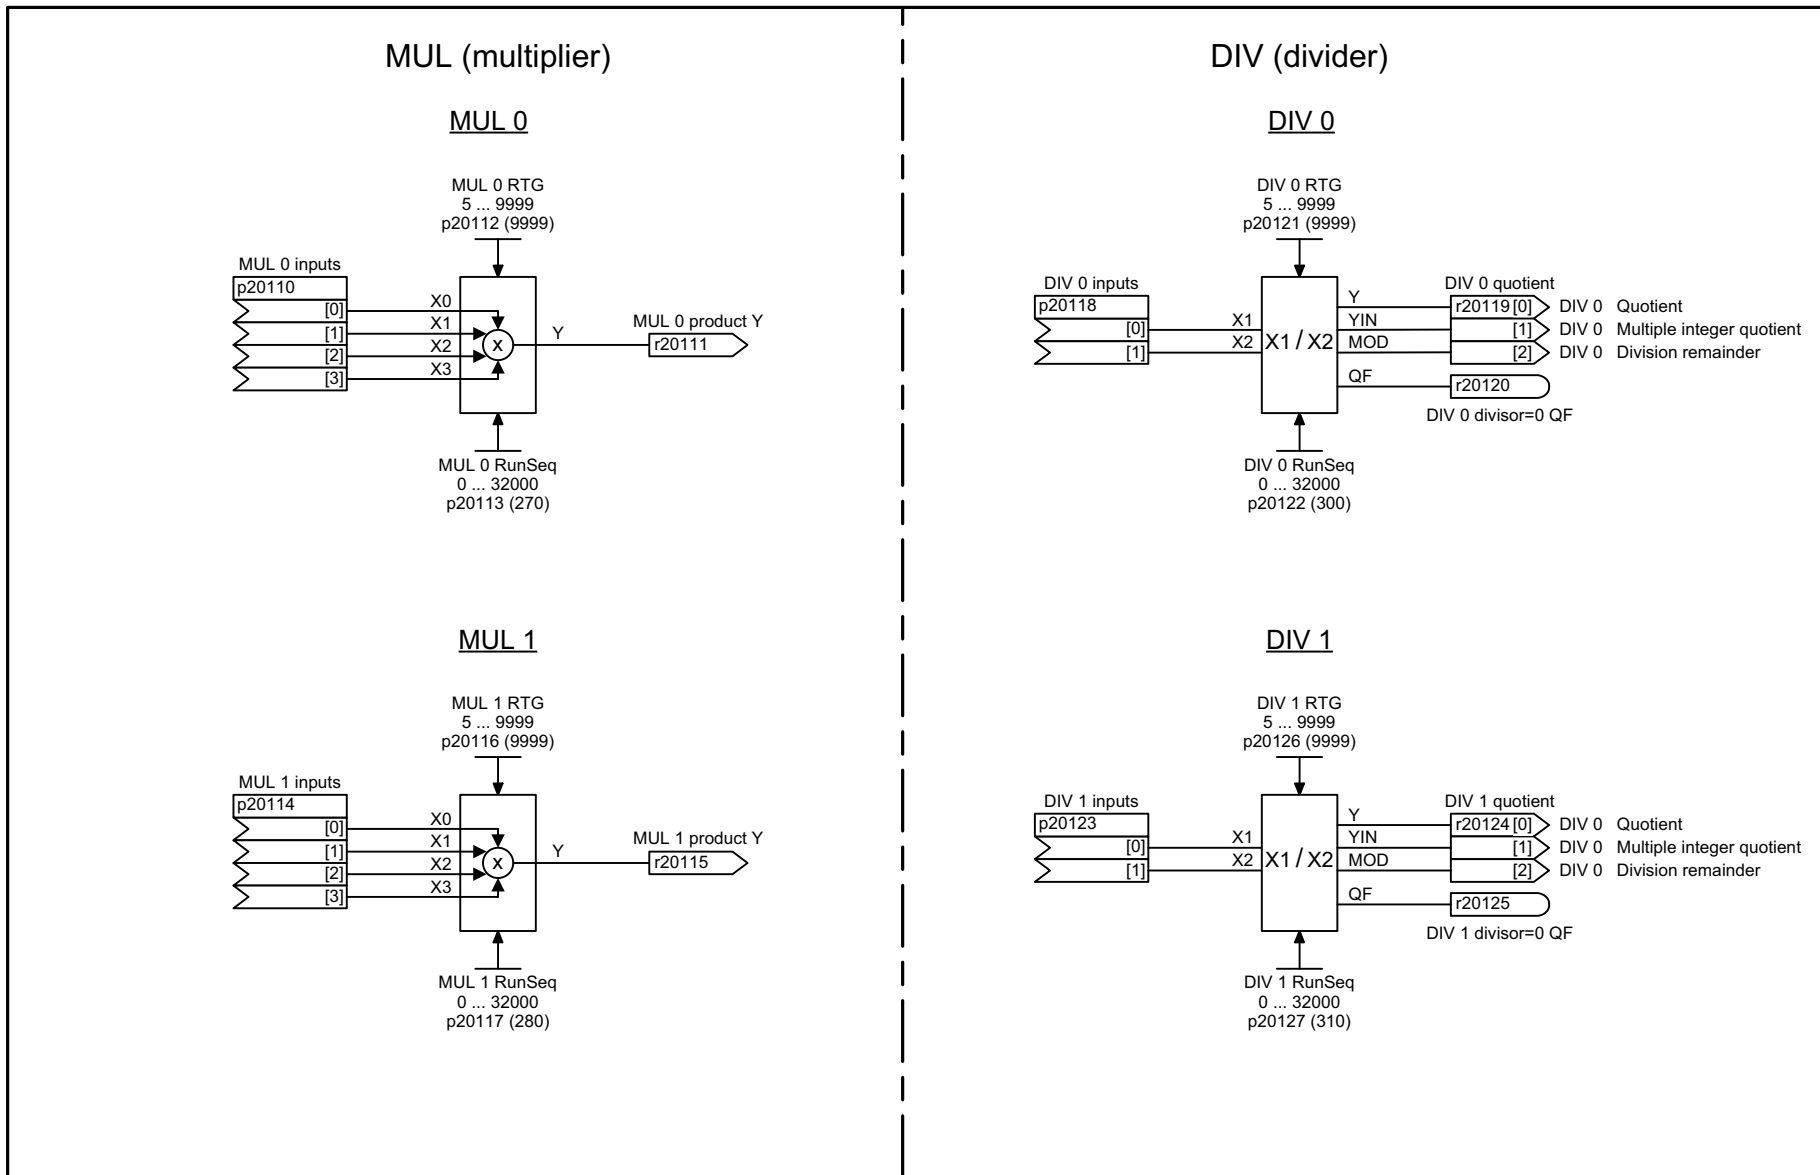 MUL (multiplier)
MUL 0
MUL 0 RTG
5 ... 9999
p20112 (9999)
MUL 0 inputs
p20110
[0]
X0
[1]
X1
[2]
X2
[3]
X3
x
Y
MUL 0 product Y
r20111
MUL 0 RunSeq
0 ... 32000
p20113 (270)
MUL 1
MUL 1 RTG
5 ... 9999
p20116 (9999)
MUL 1 inputs
p20114
[0]
X0
[1]
X1
[2]
X2
[3]
X3
x
Y
MUL 1 product Y
r20115
MUL 1 RunSeq
0 ... 32000
p20117 (280)
DIV (divider)
DIV 0
DIV 0 RTG
5 ... 9999
p20121 (9999)
DIV 0 inputs
p20118
[0]
X1
[1]
X2
X1 / X2
Y
YIN
MOD
QF
DIV 0 quotient
r20119 [0] DIV 0 Quotient
[1] DIV 0 Multiple integer quotient
[2] DIV 0 Division remainder
r20120
DIV 0 divisor=0 QF
DIV 0 RunSeq
0 ... 32000
p20122 (300)
DIV 1
DIV 1 RTG
5 ... 9999
p20126 (9999)
DIV 1 inputs
p20123
[0]
X1
[1]
X2
X1 / X2
Y
YIN
MOD
QF
DIV 1 quotient
r20124 [0] DIV 0 Quotient
[1] DIV 0 Multiple integer quotient
[2] DIV 0 Division remainder
r20125
DIV 1 divisor=0 QF
DIV 1 RunSeq
0 ... 32000
p20127 (310)